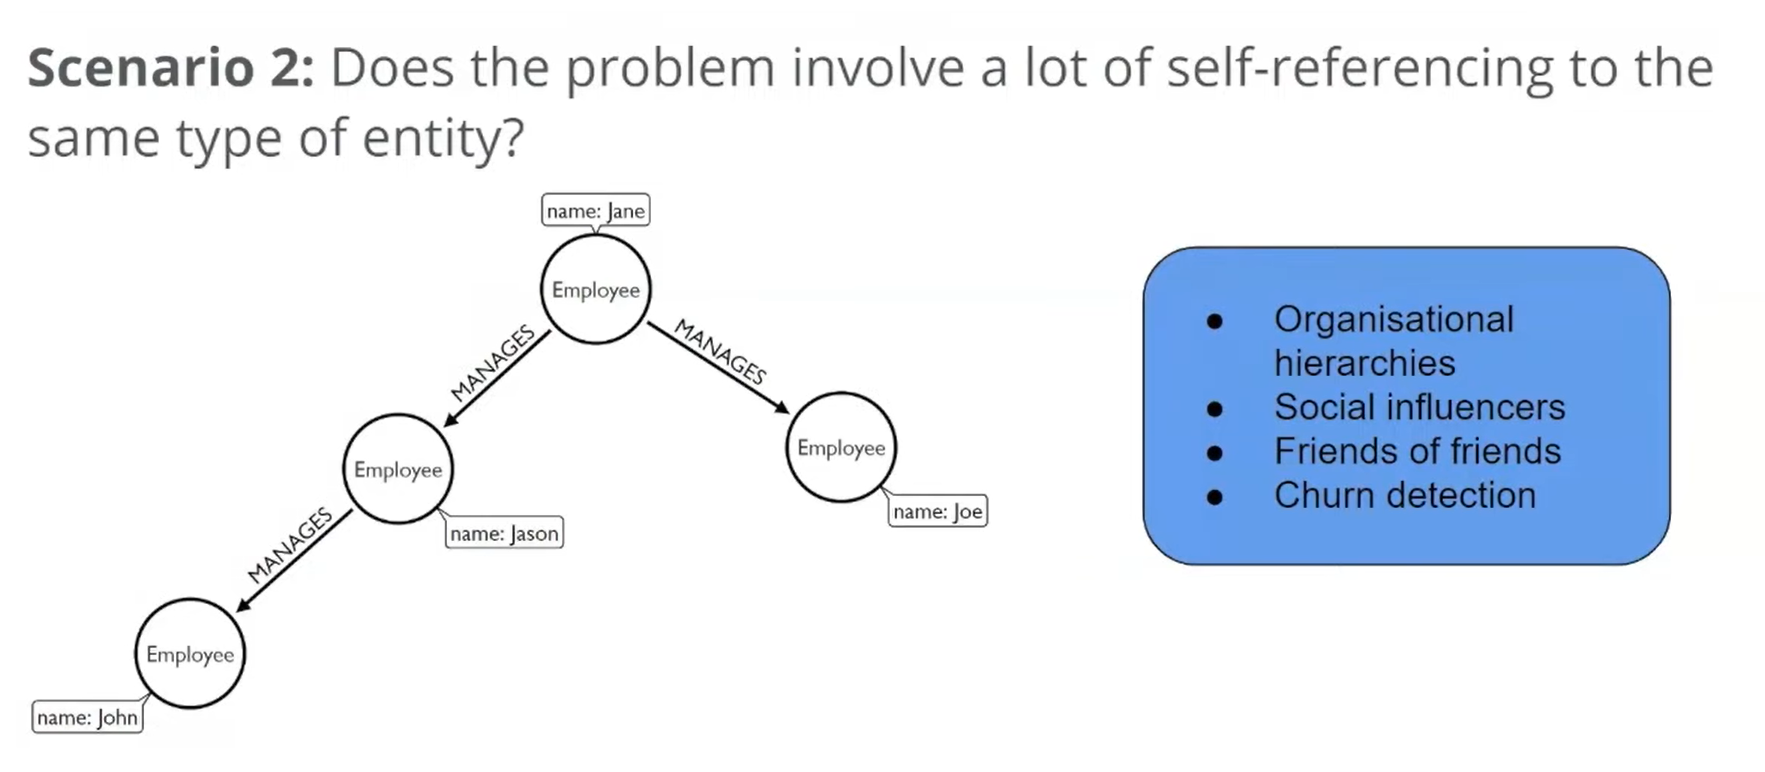 Scenario 2: Does the problem involve a lot of self-referencing to the
same type of entity?
name: Jane
Employee
MANAGES
MANAGES
Employee
name: Joe
Employee
name: Jason
MANAGES
Employee
name: John
● Organisational
hierarchies
● Social influencers
● Friends of friends
● Churn detection